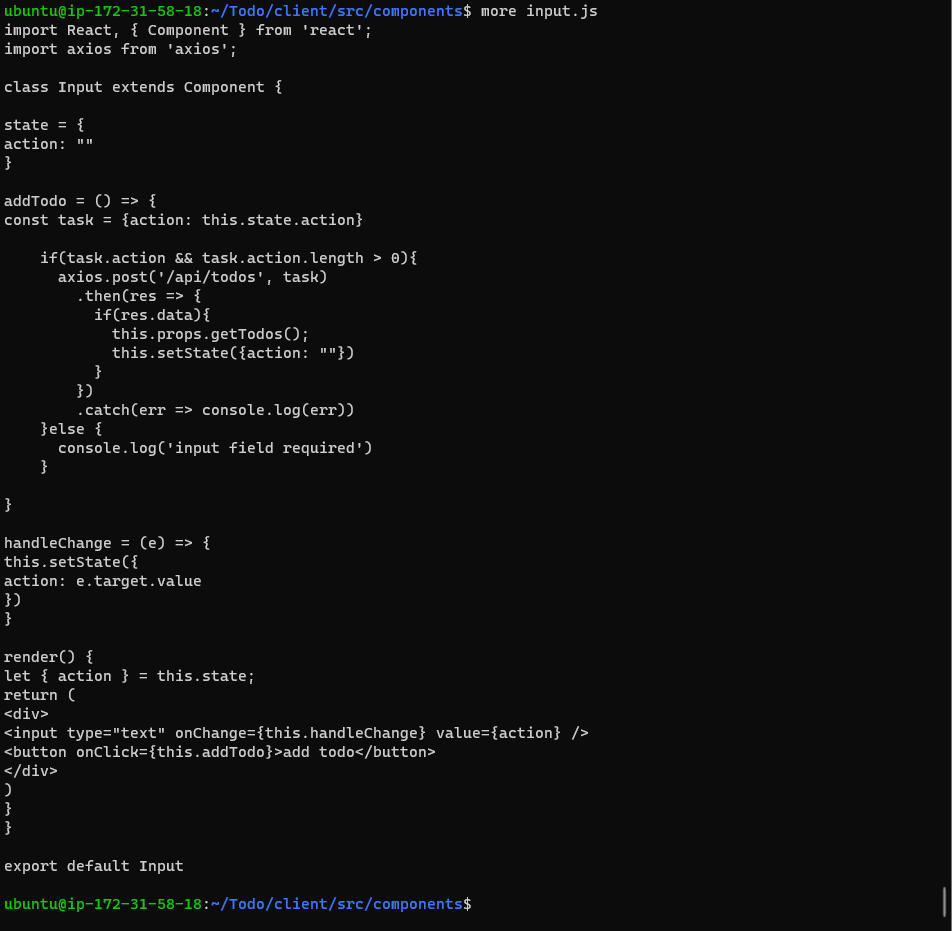 ubuntu@ip-172-31-58-18:~/Todo/client/src/components$ more input.js
import React, { Component } from 'react';
import axios from 'axios';

class Input extends Component {

state = {
action: ""
}

addTodo = () => {
const task = {action: this.state.action}

    if(task.action && task.action.length > 0){
      axios.post('/api/todos', task)
        .then(res => {
          if(res.data){
            this.props.getTodos();
            this.setState({action: ""})
          }
        })
        .catch(err => console.log(err))
    }else {
      console.log('input field required')
    }

}

handleChange = (e) => {
this.setState({
action: e.target.value
})
}

render() {
let { action } = this.state;
return (
<div>
<input type="text" onChange={this.handleChange} value={action} />
<button onClick={this.addTodo}>add todo</button>
</div>
)
}
}

export default Input

ubuntu@ip-172-31-58-18:~/Todo/client/src/components$